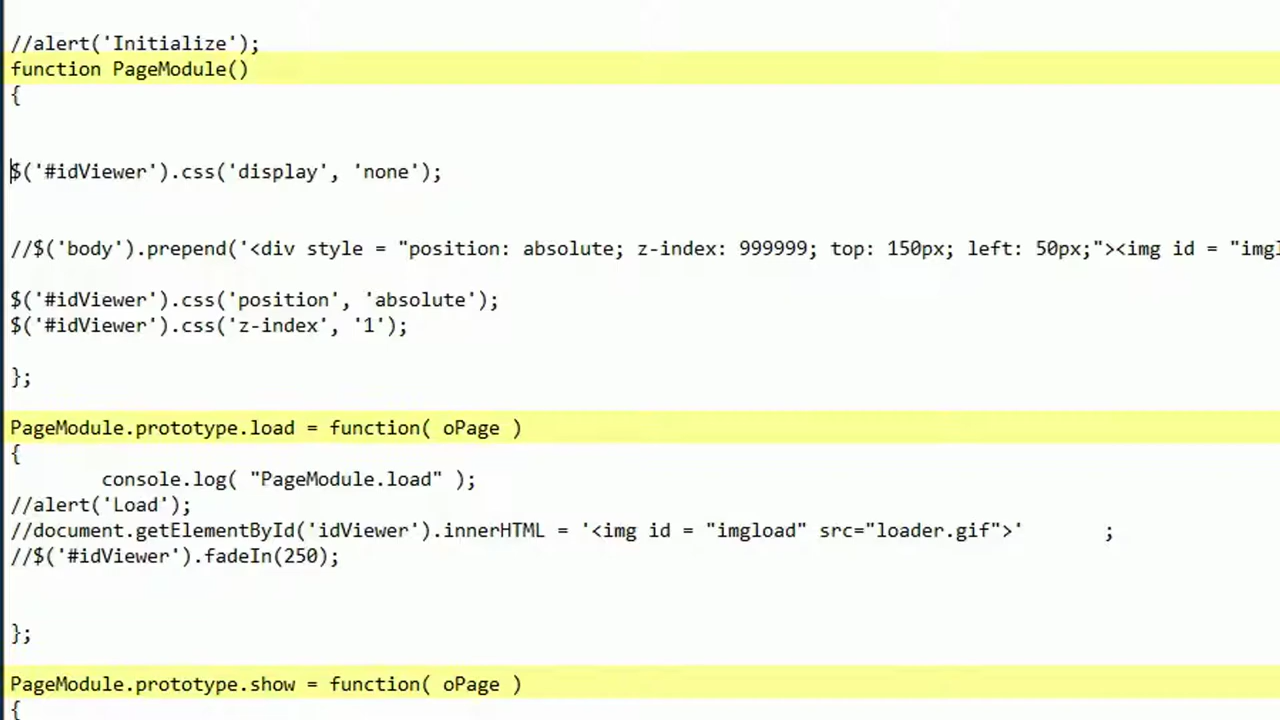 //alert('Initialize');
function PageModule()
{
$('#idViewer').css('display', 'none');
//$('body').prepend('<div style = "position: absolute; z-index: 999999; top: 150px; left: 50px;"><img id = "imgl
$('#idViewer').css('position', 'absolute');
$('#idViewer').css('z-index', '1');
};
PageModule.prototype.load = function( oPage )
{
console.log( "PageModule.load" );
//alert('Load');
//document.getElementById('idViewer').innerHTML = '<img id = "imgload" src="loader.gif">' ;
//$('#idViewer').fadeIn(250);
};
PageModule.prototype.show = function( oPage )
{